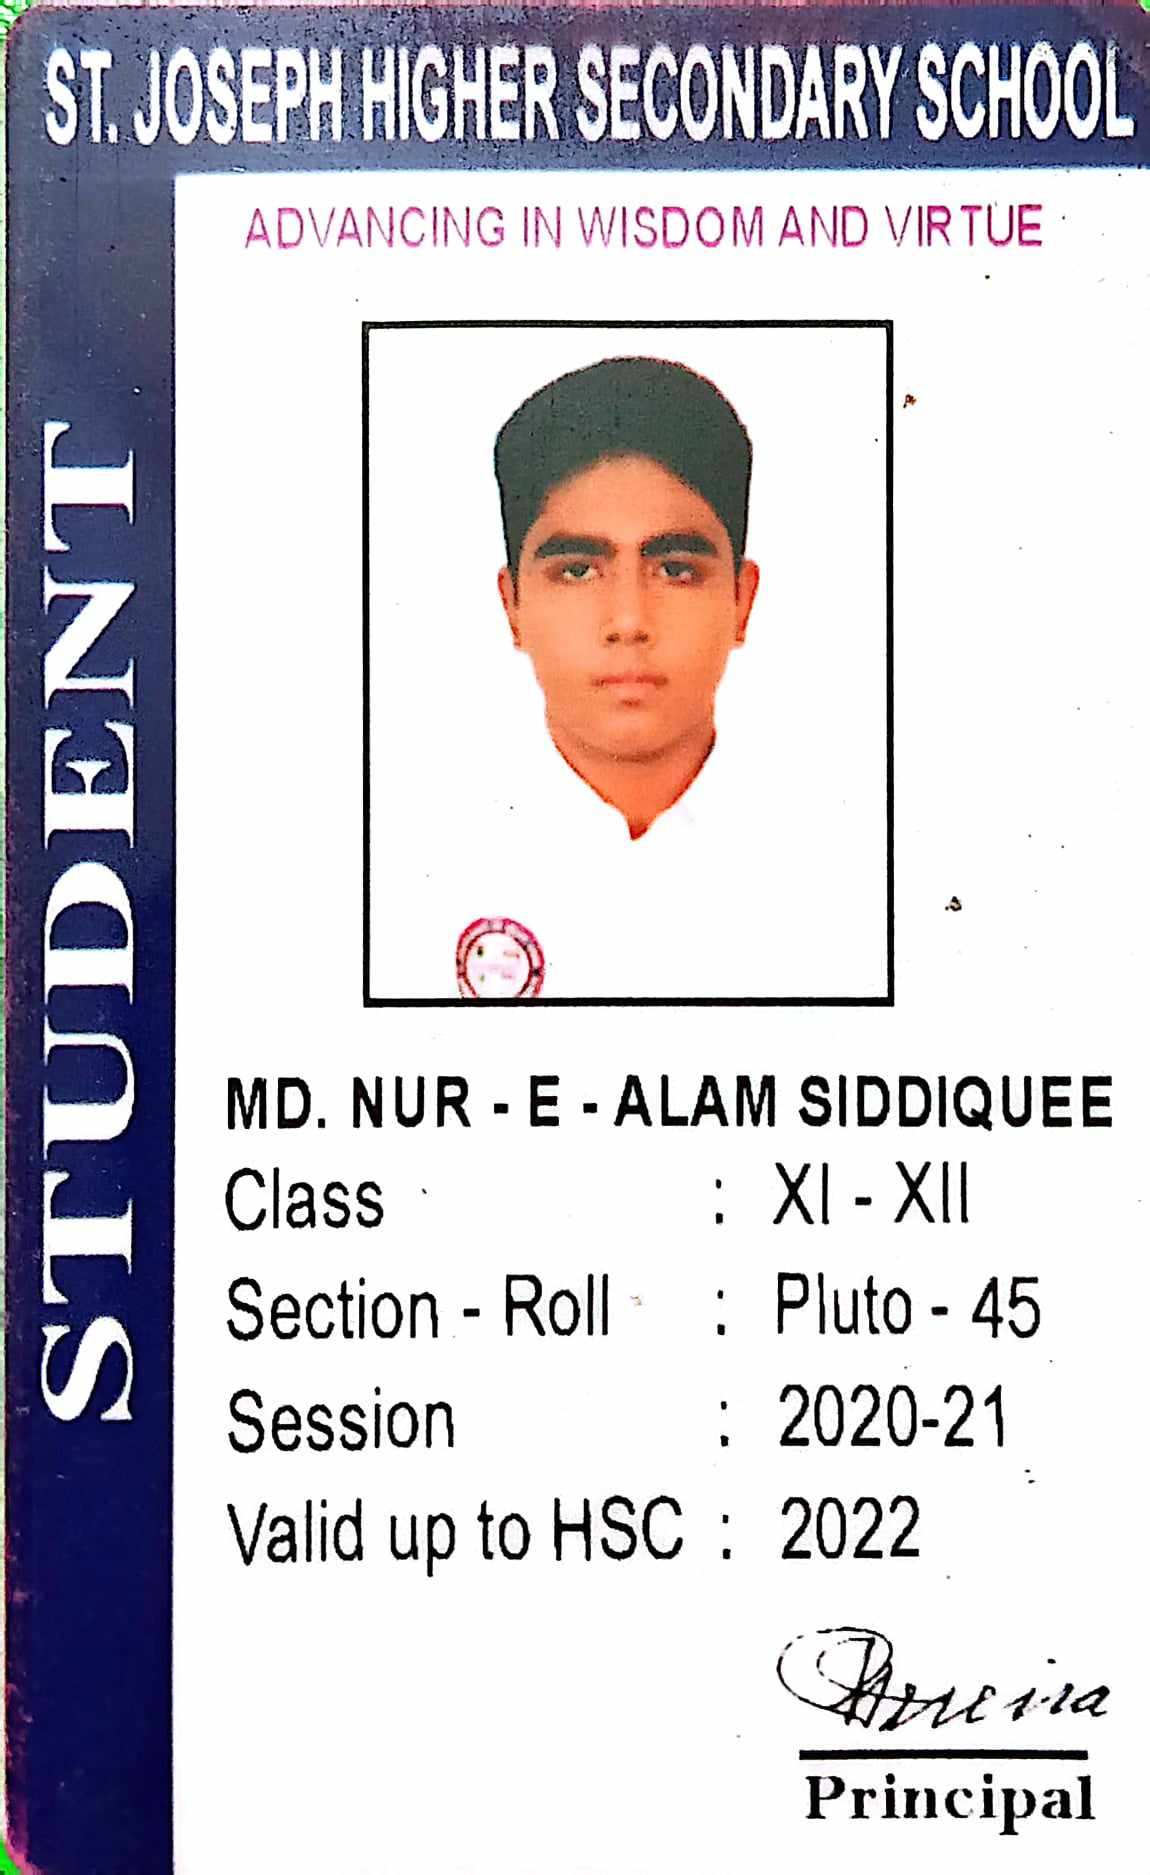 ST. JOSEPH HIGHER SECONDARY SCHOOL
ADVANCING IN WISDOM AND VIRTUE
STUDENT
MD. NUR - E - ALAM SIDDIQUEE
Class : XI - XII
Section - Roll : Pluto - 45
Session : 2020-21
Valid up to HSC : 2022
Principal